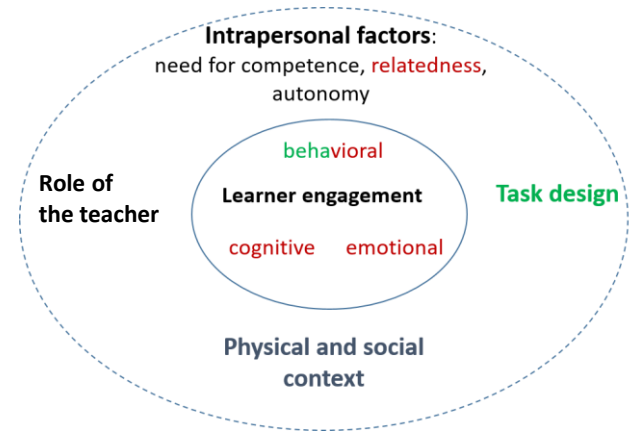 Intrapersonal factors:
need for competence, relatedness,
autonomy
behavioral
Role of
the teacher
Learner engagement
Task design
cognitive emotional
Physical and social
context